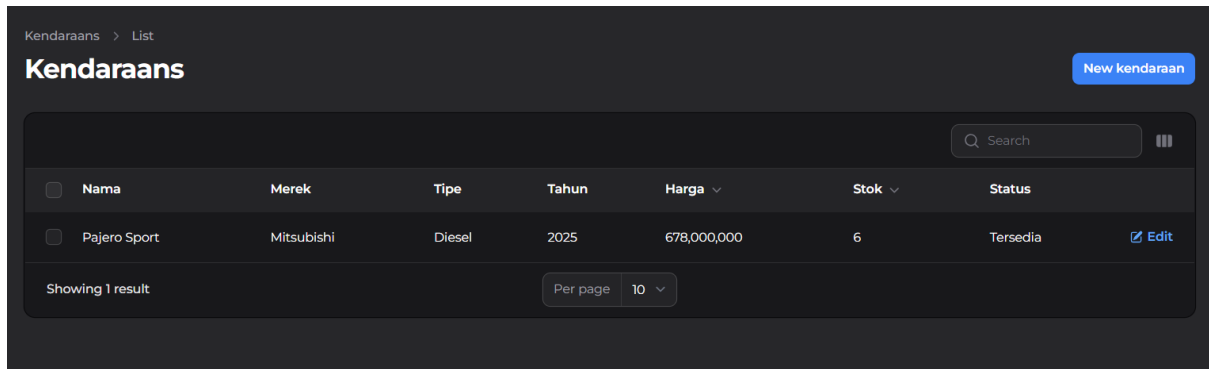 Kendaraans > List
Kendaraans
New kendaraan
Search
Nama Merek Tipe Tahun Harga Stok Status
Pajero Sport Mitsubishi Diesel 2025 678,000,000 6 Tersedia Edit
Showing 1 result Per page 10